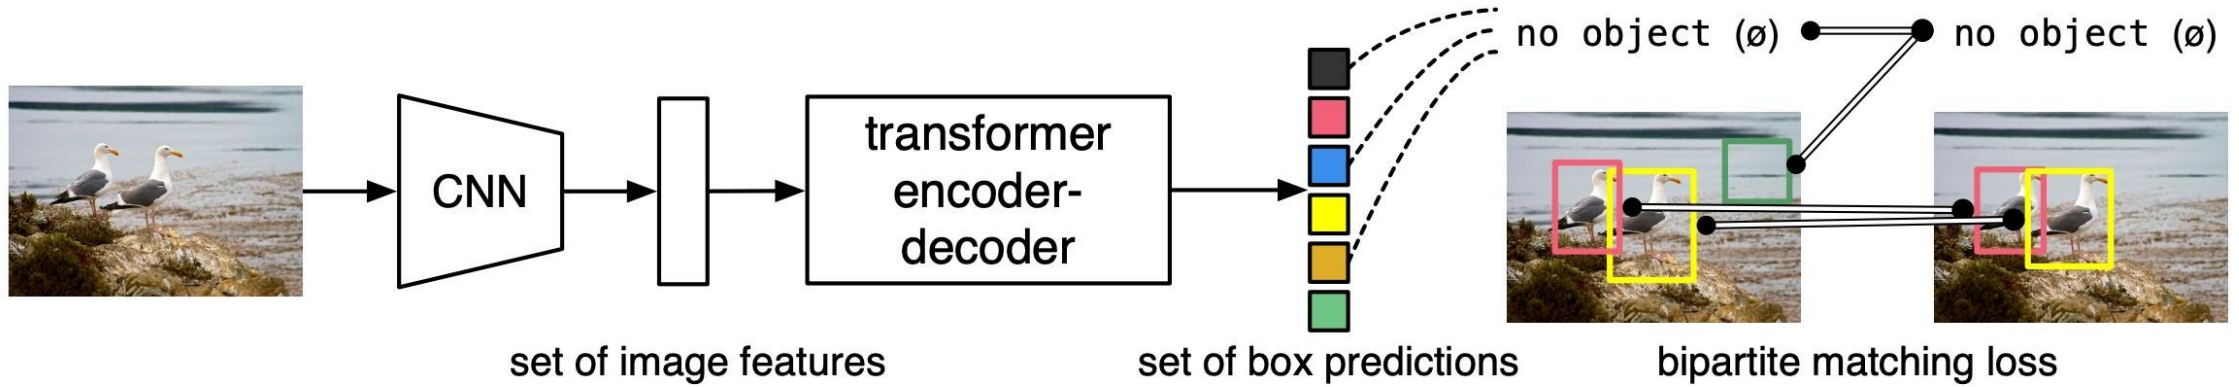 no object (ø)
no object (ø)
CNN
transformer
encoder-
decoder
set of image features
set of box predictions
bipartite matching loss